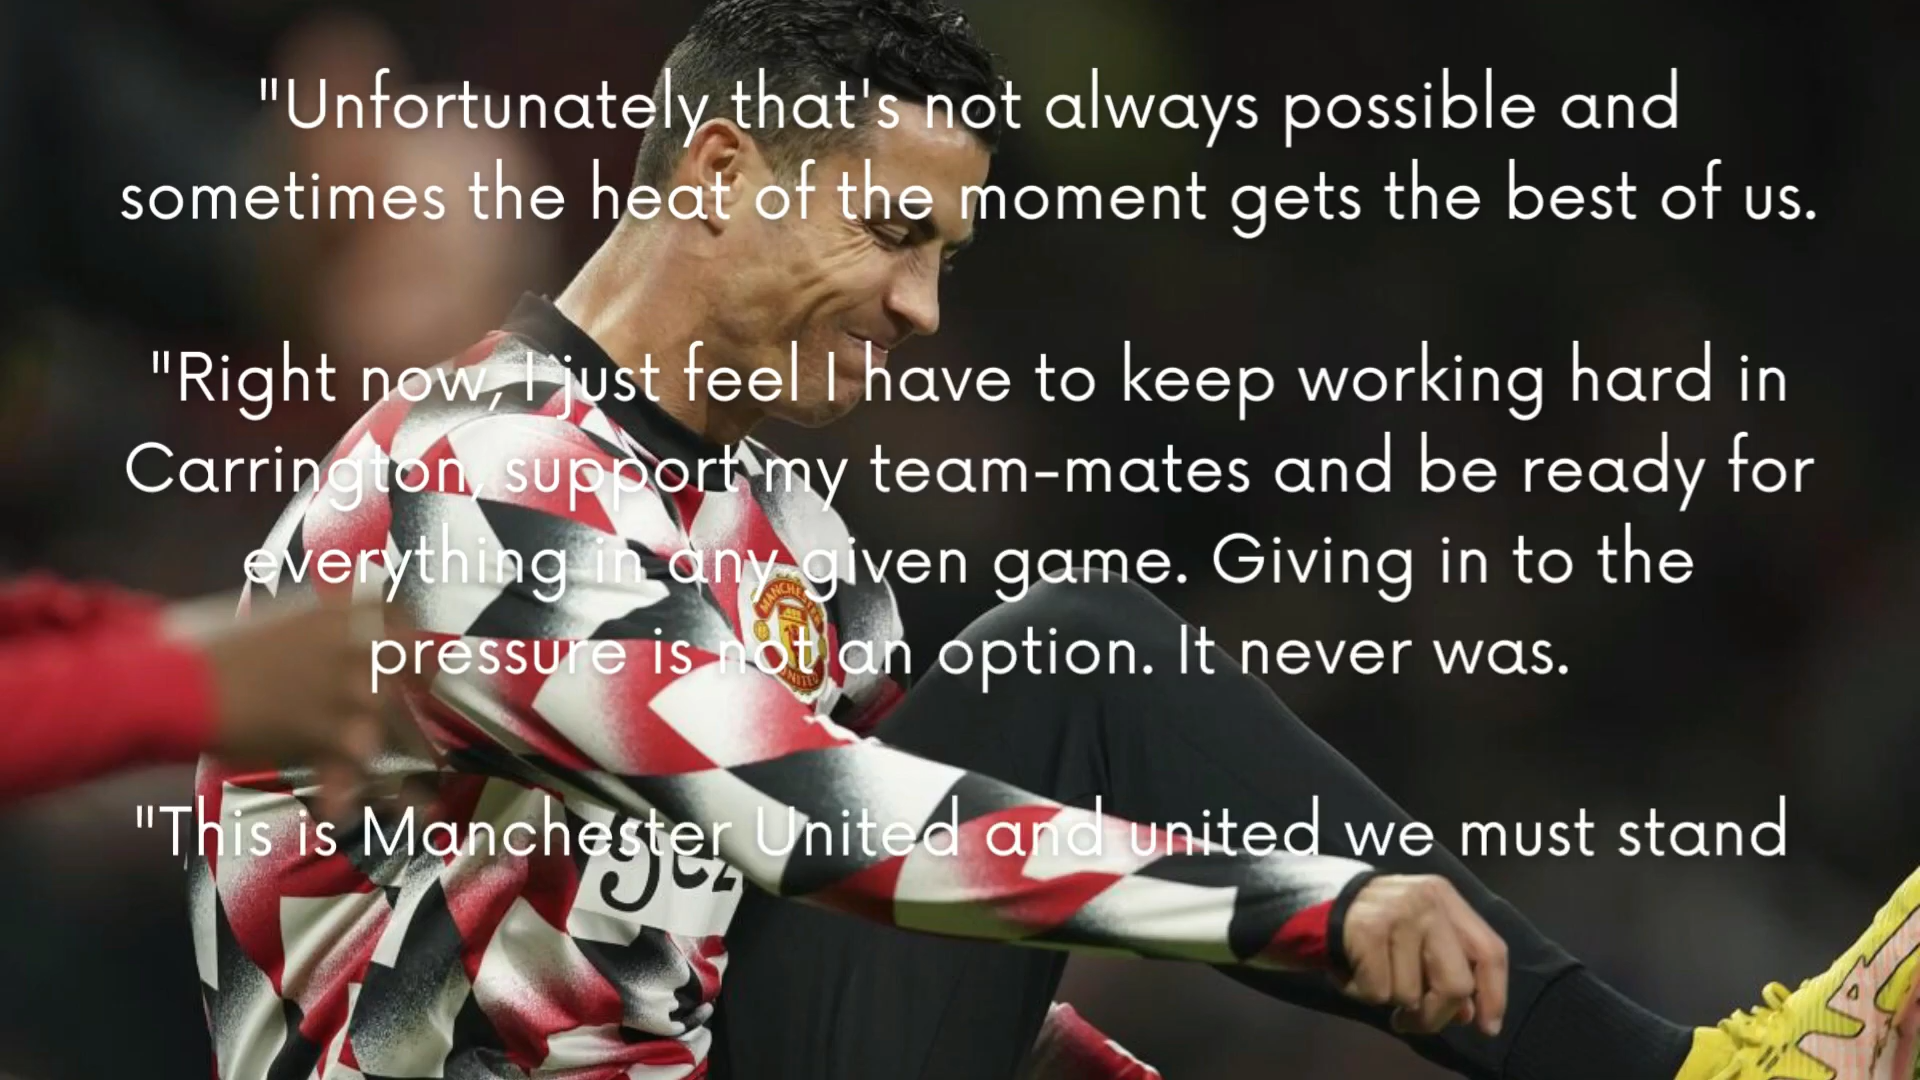 "Unfortunately that's not always possible and
sometimes the heat of the moment gets the best of us.
"Right now, I just feel I have to keep working hard in
Carrington, support my team-mates and be ready for
everything in any given game. Giving in to the
pressure is not an option. It never was.
"This is Manchester United and united we must stand
MANCHESTER
UNITED
gez